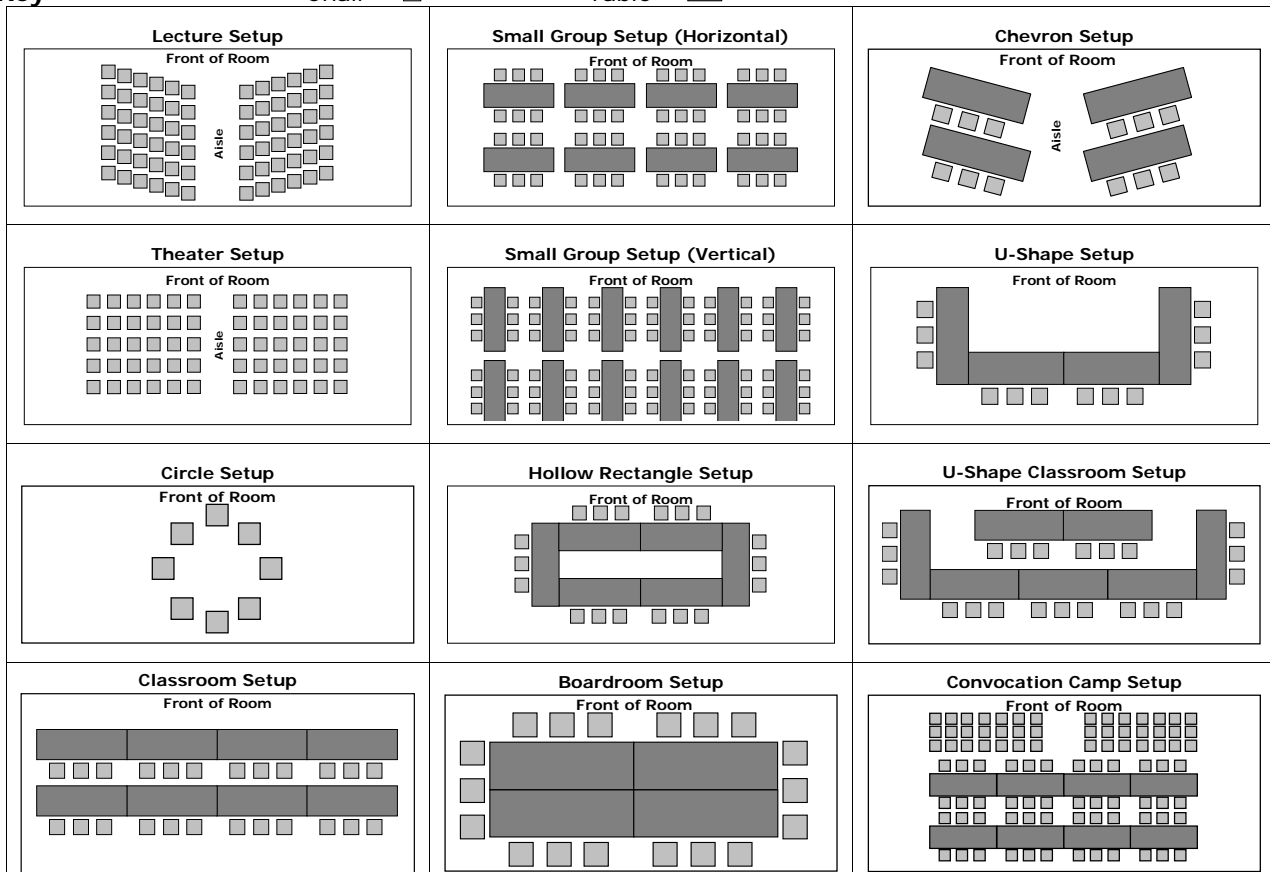 Key Chair Table
Lecture Setup
Front of Room
Aisle
Small Group Setup (Horizontal)
Front of Room
Chevron Setup
Front of Room
Aisle
Theater Setup
Front of Room
Aisle
Small Group Setup (Vertical)
Front of Room
U-Shape Setup
Front of Room
Circle Setup
Front of Room
Hollow Rectangle Setup
Front of Room
U-Shape Classroom Setup
Front of Room
Classroom Setup
Front of Room
Boardroom Setup
Front of Room
Convocation Camp Setup
Front of Room